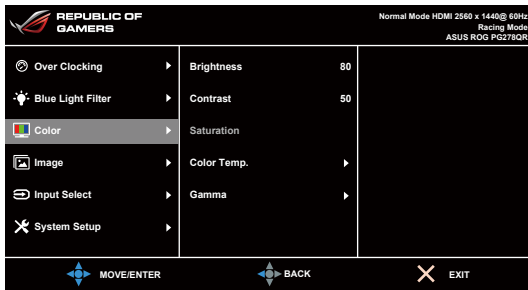 REPUBLIC OF
GAMERS
Normal Mode HDMI 2560 x 1440@ 60Hz
Racing Mode
ASUS ROG PG278QR
Over Clocking
Blue Light Filter
Color
Image
Input Select
System Setup
Brightness 80
Contrast 50
Saturation
Color Temp.
Gamma
MOVE/ENTER
BACK
EXIT